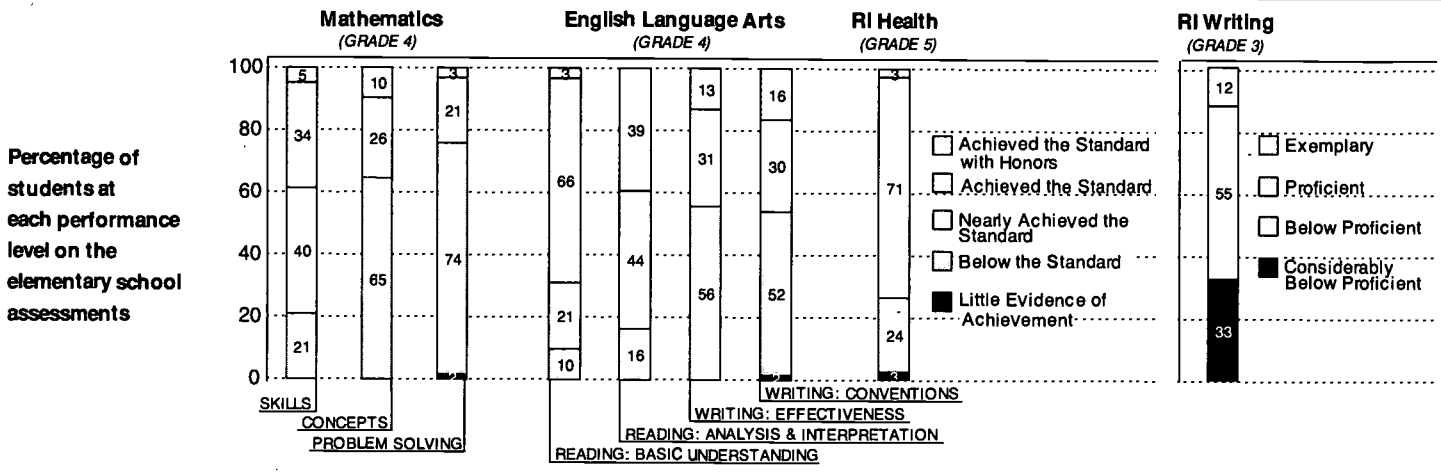 Mathematics
(GRADE 4)
English Language Arts
(GRADE 4)
RI Health
(GRADE 5)
RI Writing
(GRADE 3)
Percentage of
students at
each performance
level on the
elementary school
assessments
100
80
60
40
20
0
5
34
40
21
10
26
65
3
21
74
2
3
66
21
10
39
44
16
13
31
56
16
30
52
2
3
71
24
3
Achieved the Standard
with Honors
Achieved the Standard
Nearly Achieved the
Standard
Below the Standard
Little Evidence of
Achievement
12
55
33
Exemplary
Proficient
Below Proficient
Considerably
Below Proficient
SKILLS
CONCEPTS
PROBLEM SOLVING
WRITING: CONVENTIONS
WRITING: EFFECTIVENESS
READING: ANALYSIS & INTERPRETATION
READING: BASIC UNDERSTANDING